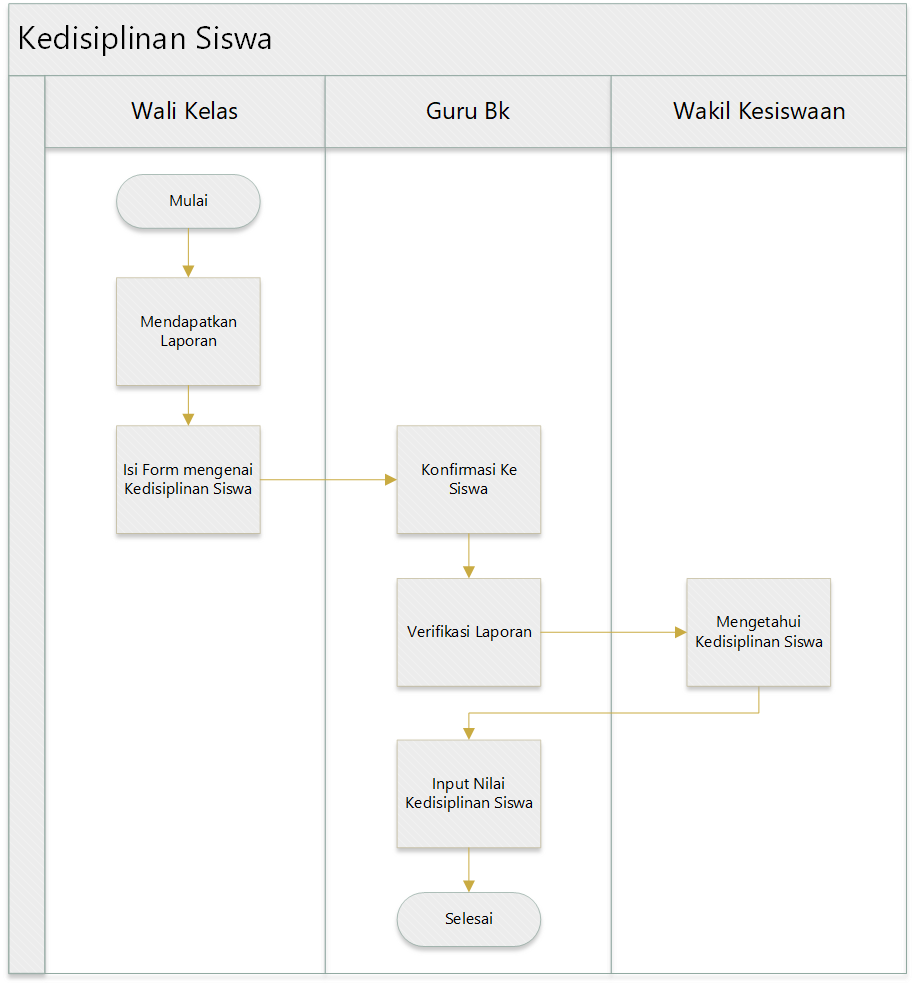 Kedisiplinan Siswa
Wali Kelas
Guru Bk
Wakil Kesiswaan
Mulai
Mendapatkan
Laporan
Isi Form mengenai
Kedisiplinan Siswa
Konfirmasi Ke
Siswa
Verifikasi Laporan
Mengetahui
Kedisiplinan Siswa
Input Nilai
Kedisiplinan Siswa
Selesai